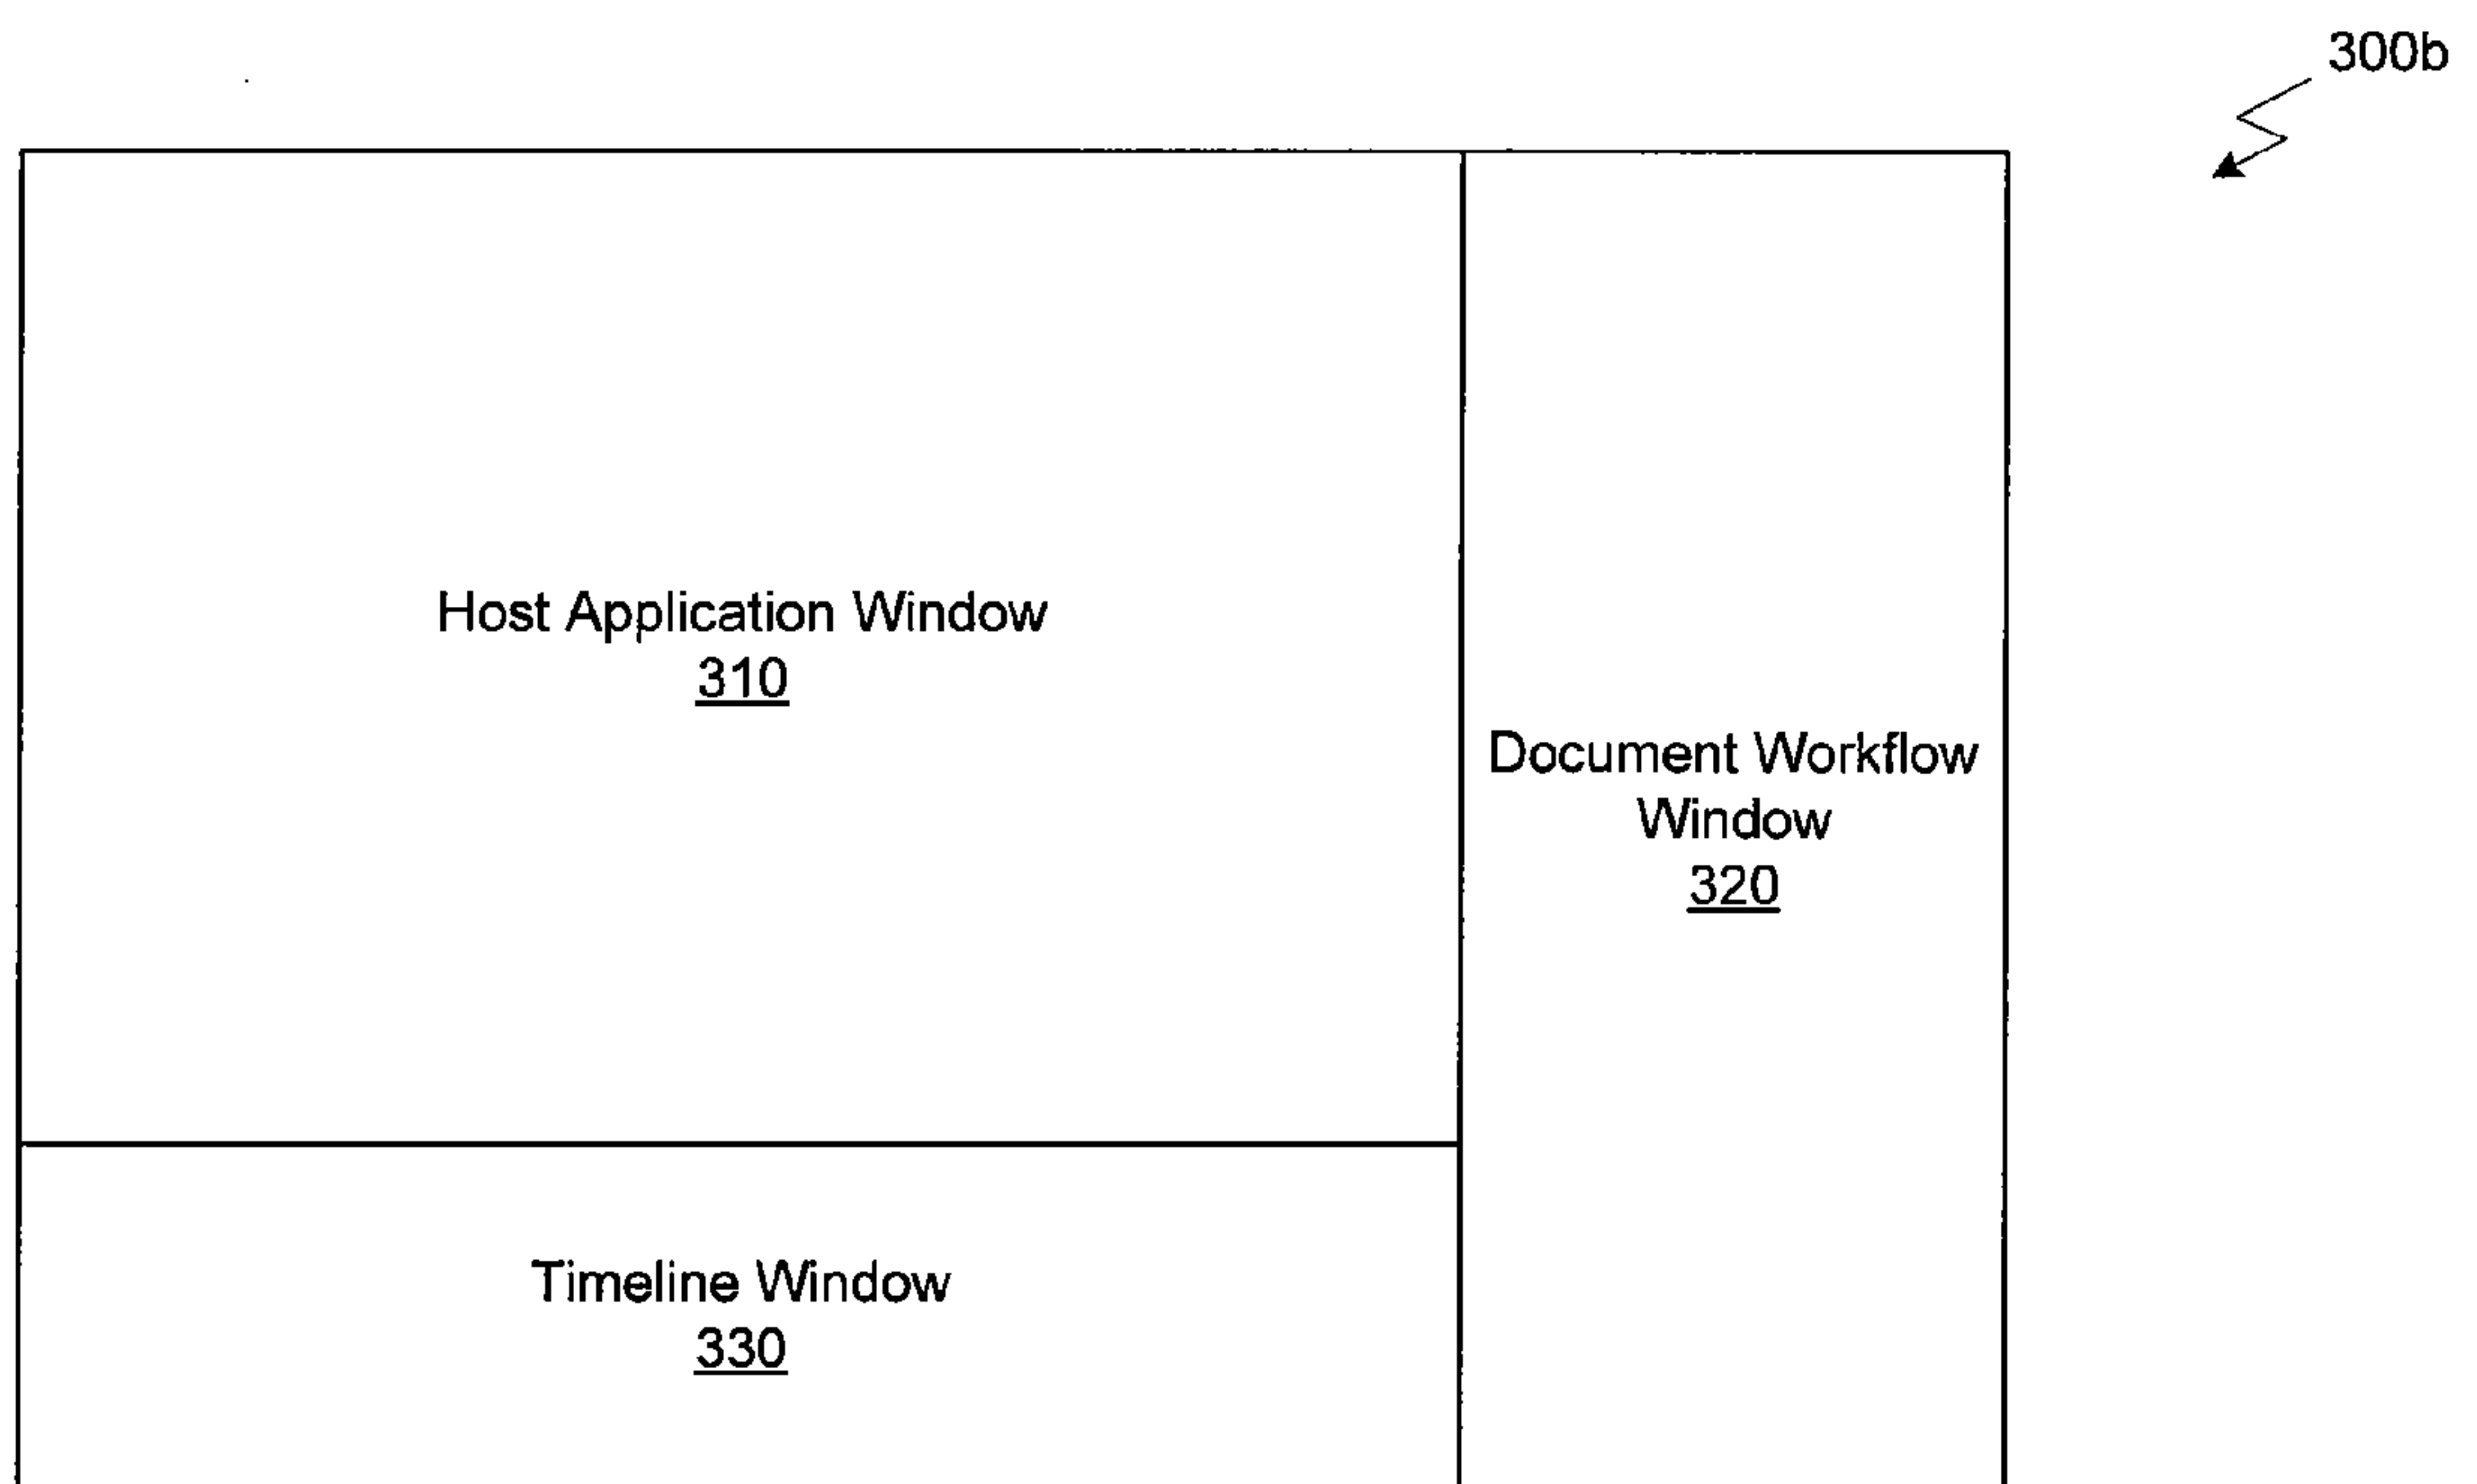 300b
Host Application Window
310
Document Workflow
Window
320
Timeline Window
330